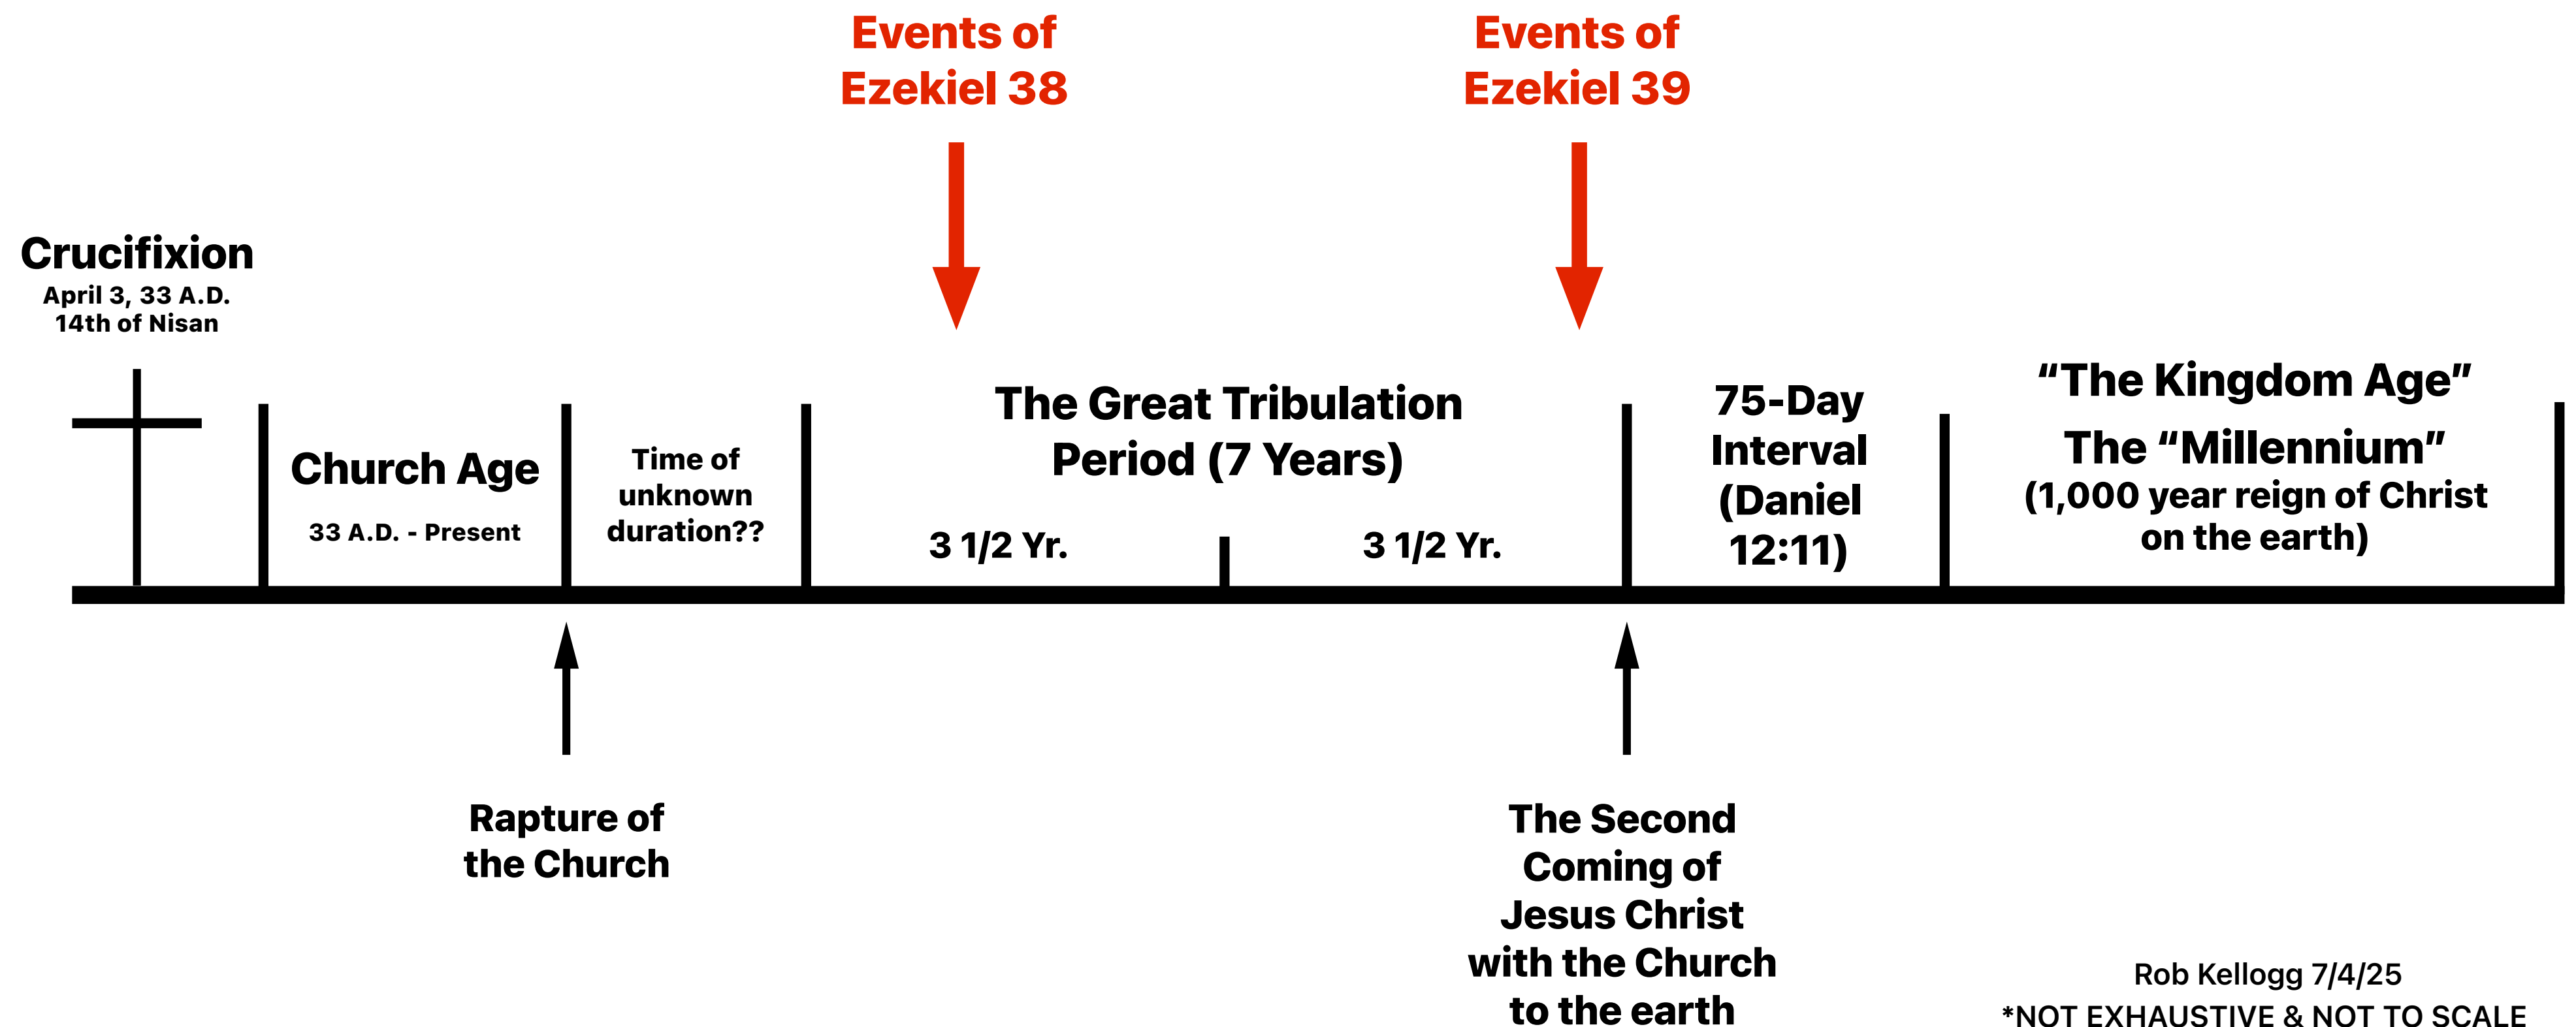 Events of
Ezekiel 38
Events of
Ezekiel 39
Crucifixion
April 3, 33 A.D.
14th of Nisan
Church Age
33 A.D. - Present
Time of
unknown
duration??
The Great Tribulation
Period (7 Years)
3 1/2 Yr.
3 1/2 Yr.
75-Day
Interval
(Daniel
12:11)
“The Kingdom Age”
The “Millennium”
(1,000 year reign of Christ
on the earth)
Rapture of
the Church
The Second
Coming of
Jesus Christ
with the Church
to the earth
Rob Kellogg 7/4/25
*NOT EXHAUSTIVE & NOT TO SCALE